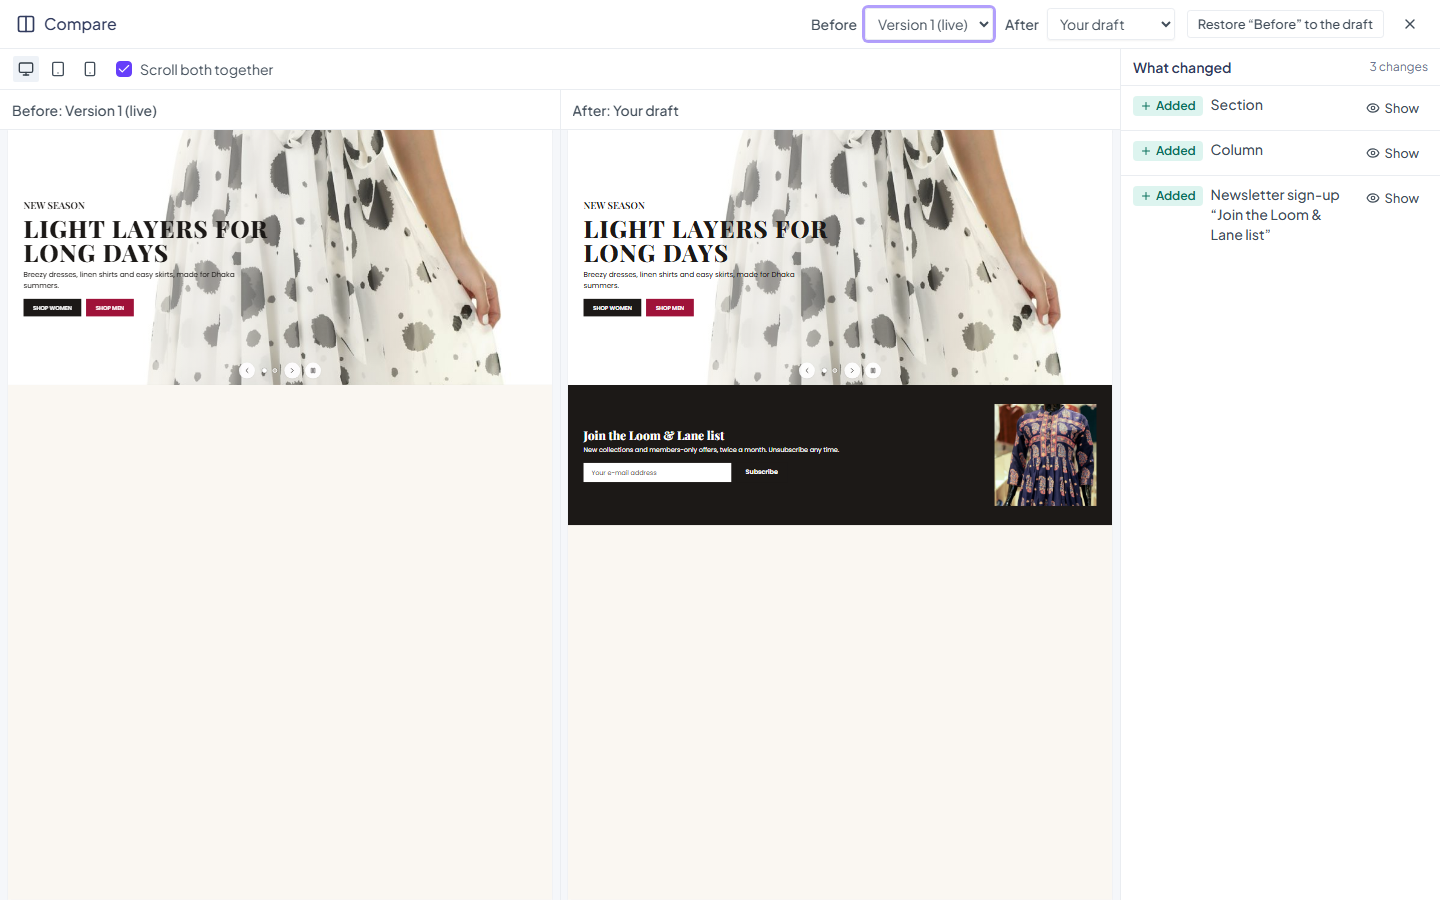 Compare
Before
Version 1 (live)
After
Your draft
Restore “Before” to the draft
Scroll both together
What changed
3 changes
Before: Version 1 (live)
After: Your draft
+ Added
Section
Show
+ Added
Column
Show
+ Added
Newsletter sign-up
“Join the Loom &
Lane list”
Show
NEW SEASON
LIGHT LAYERS FOR
LONG DAYS
Breezy dresses, linen shirts and easy skirts, made for Dhaka
summers.
SHOP WOMEN
SHOP MEN
NEW SEASON
LIGHT LAYERS FOR
LONG DAYS
Breezy dresses, linen shirts and easy skirts, made for Dhaka
summers.
SHOP WOMEN
SHOP MEN
Join the Loom & Lane list
New collections and members-only offers, twice a month. Unsubscribe any time.
Your e-mail address
Subscribe